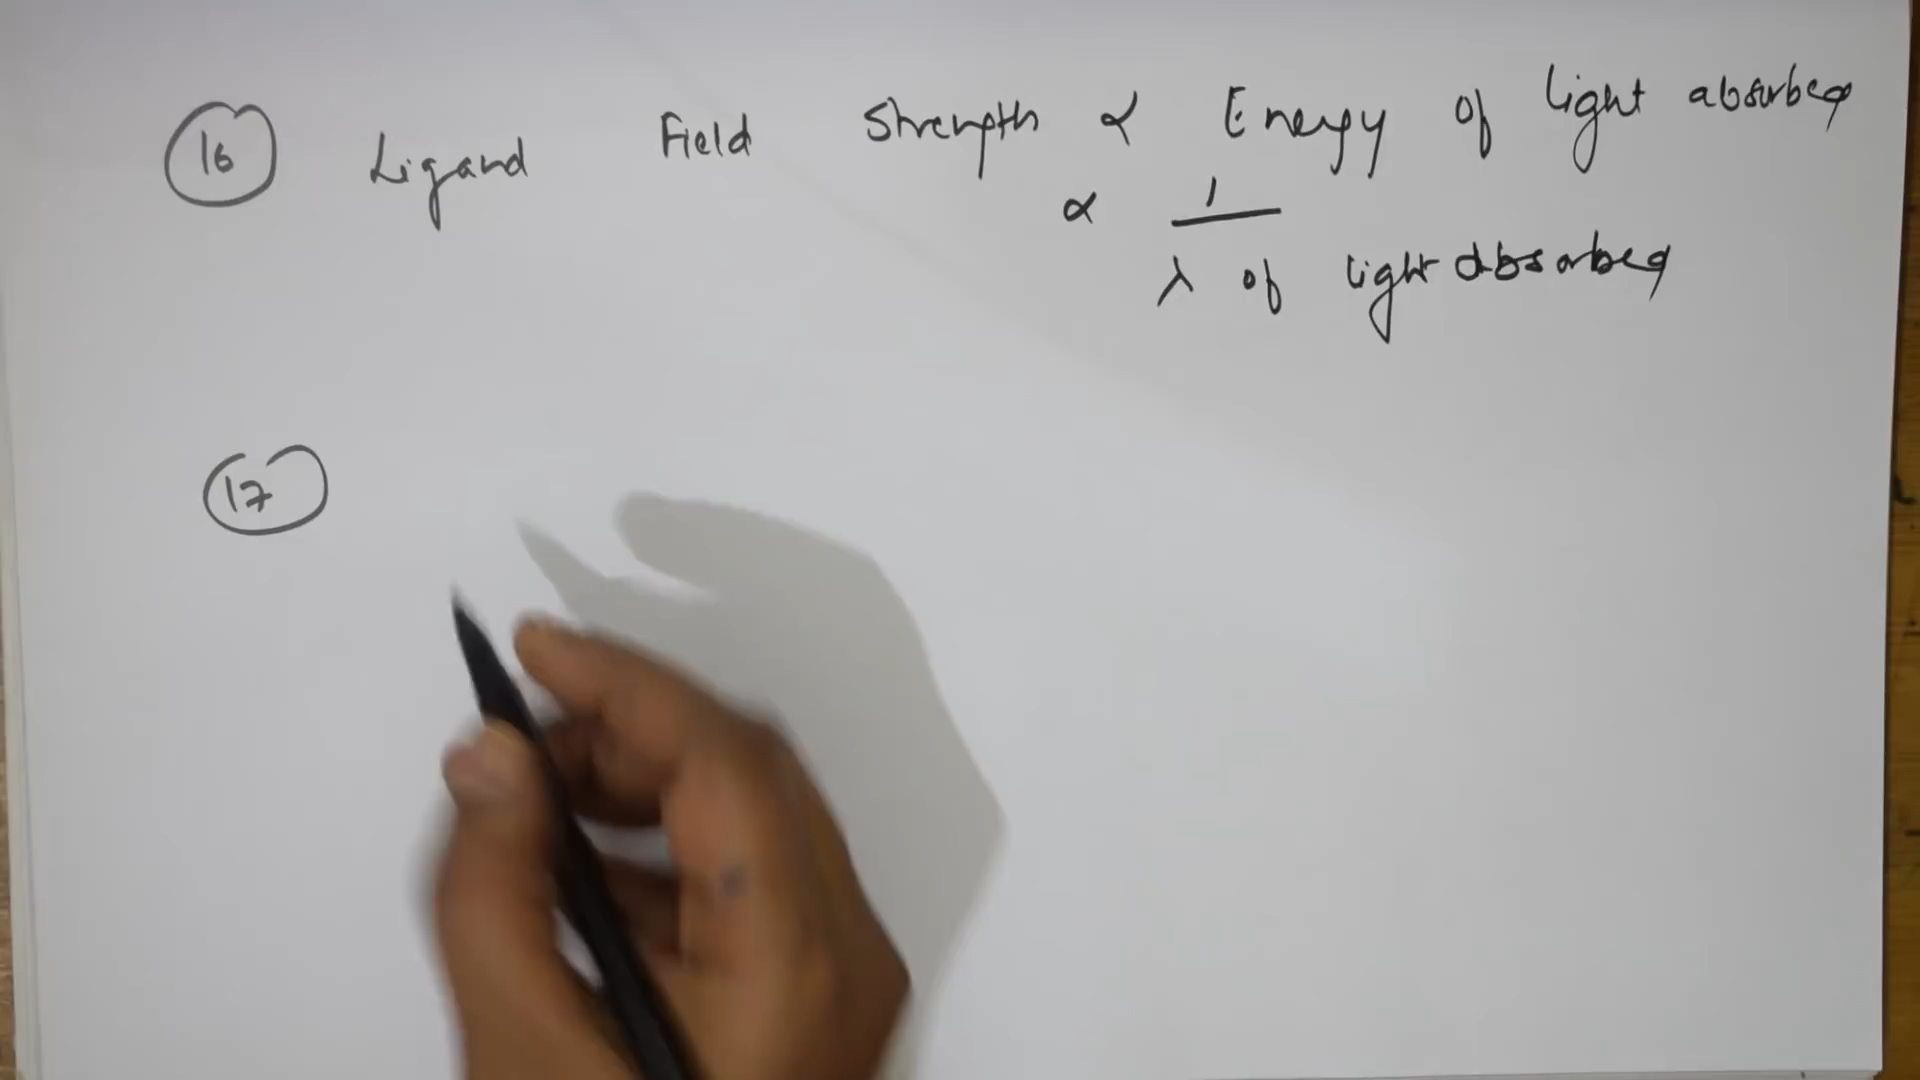 16 Ligand Field Strength ∝ Energy of light absorbed
∝ 1
λ of light absorbed
17